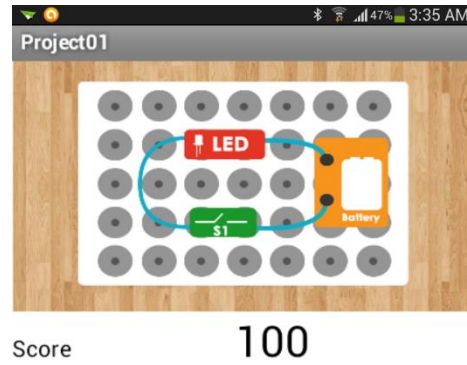 47% 3:35 AM
Project01
LED
Battery
S1
Score 100